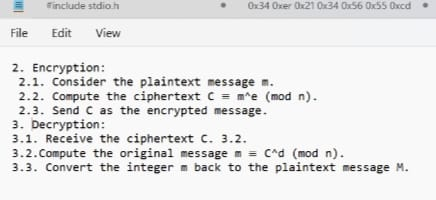 #include stdio.h 0x34 0xer 0x21 0x34 0x56 0x55 0xcd
File Edit View
2. Encryption:
2.1. Consider the plaintext message m.
2.2. Compute the ciphertext C ≡ m^e (mod n).
2.3. Send C as the encrypted message.
3. Decryption:
3.1. Receive the ciphertext C. 3.2.
3.2.Compute the original message m ≡ C^d (mod n).
3.3. Convert the integer m back to the plaintext message M.